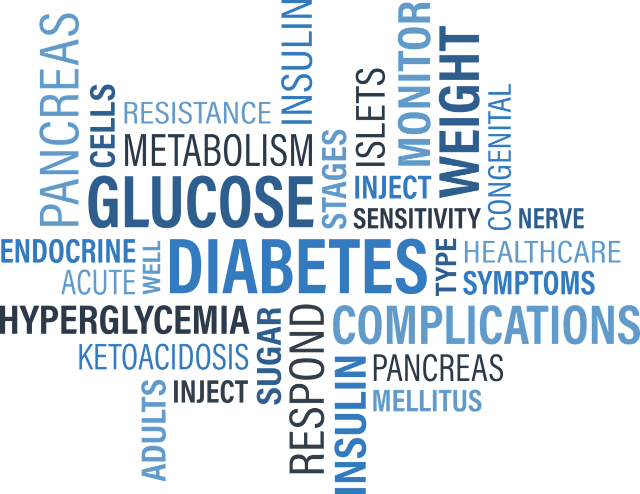 PANCREAS
CELLS
RESISTANCE
INSULIN
METABOLISM
GLUCOSE
STAGES
ISLETS
MONITOR
WEIGHT
CONGENITAL
INJECT
SENSITIVITY
NERVE
ENDOCRINE
ACUTE
WELL
DIABETES
TYPE
HEALTHCARE
SYMPTOMS
HYPERGLYCEMIA
KETOACIDOSIS
SUGAR
RESPOND
COMPLICATIONS
ADULTS
INJECT
INSULIN
PANCREAS
MELLITUS